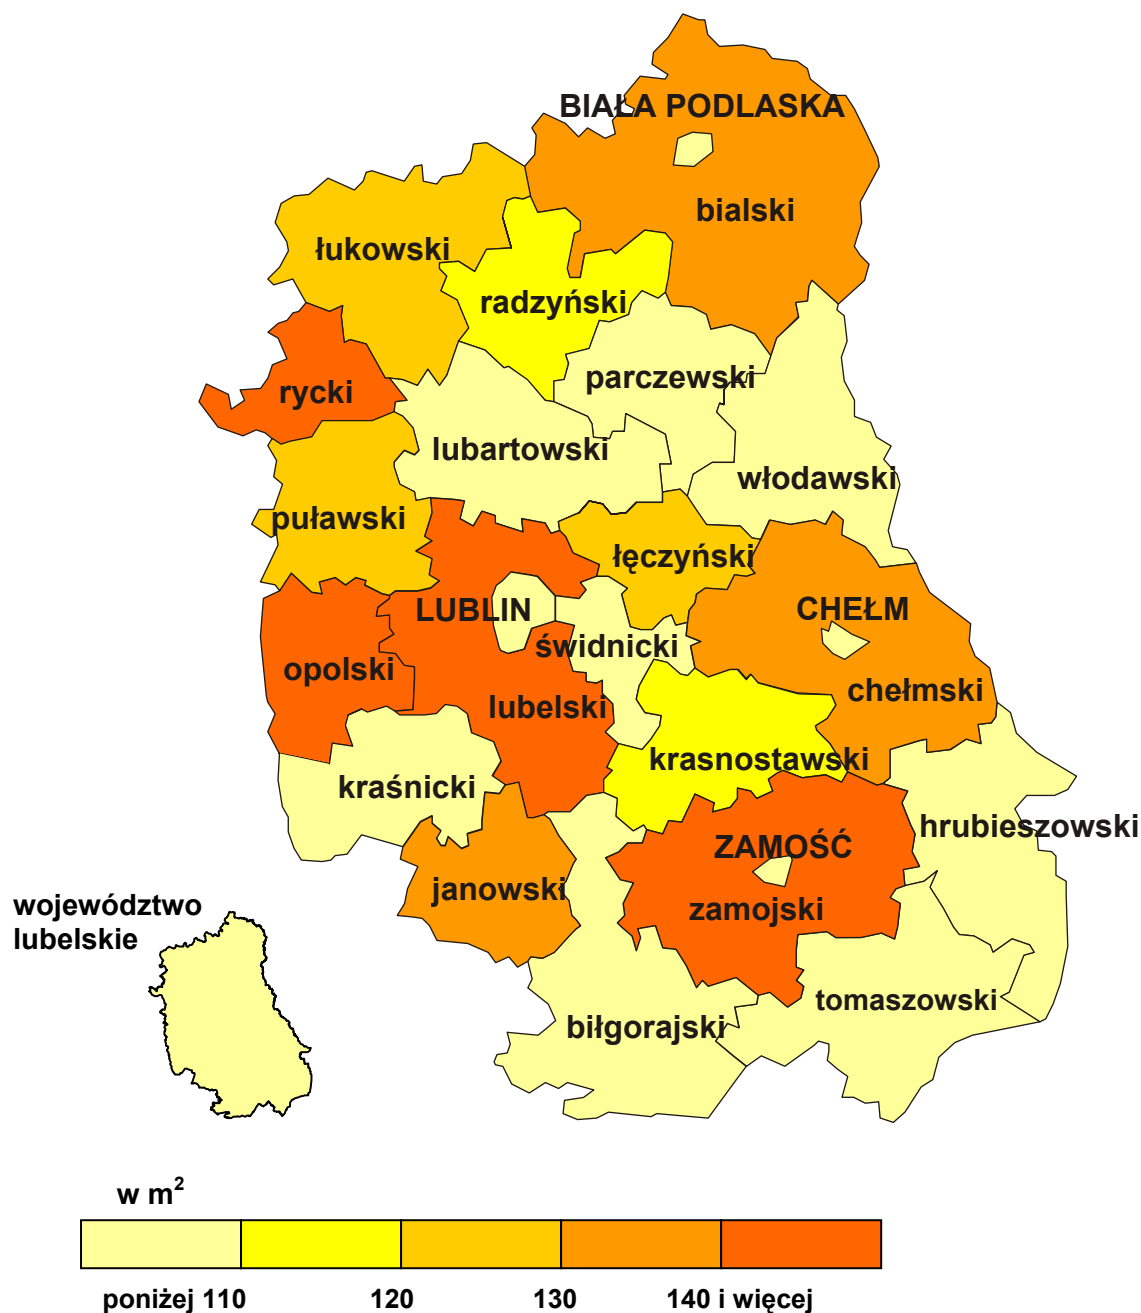 BIAŁA PODLASKA
bialski
łukowski
radzyński
rycki
parczewski
lubartowski
włodawski
puławski
łęczyński
LUBLIN
CHEŁM
świdnicki
opolski
chełmski
lubelski
krasnostawski
kraśnicki
hrubieszowski
ZAMOŚĆ
janowski
zamojski
województwo
lubelskie
tomaszowski
biłgorajski
w m²
poniżej 110 120 130 140 i więcej